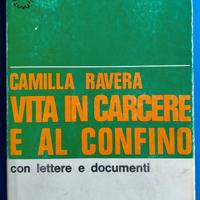 CAMILLA RAVERA
VITA IN CARCERE
E AL CONFINO
con lettere e documenti